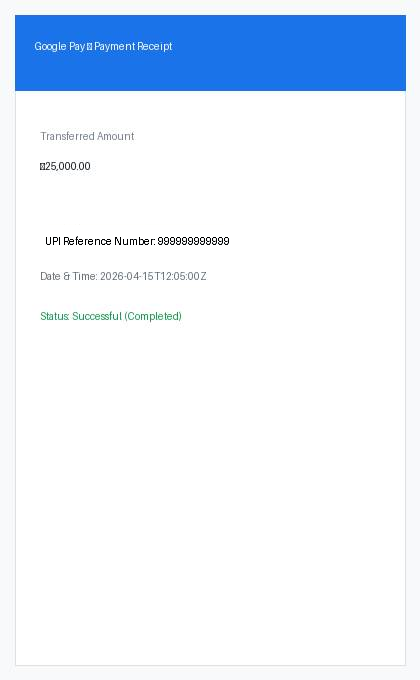 Google Pay Payment Receipt
Transferred Amount
25,000.00
UPI Reference Number: 999999999999
Date & Time: 2026-04-15T12:05:00Z
Status: Successful (Completed)